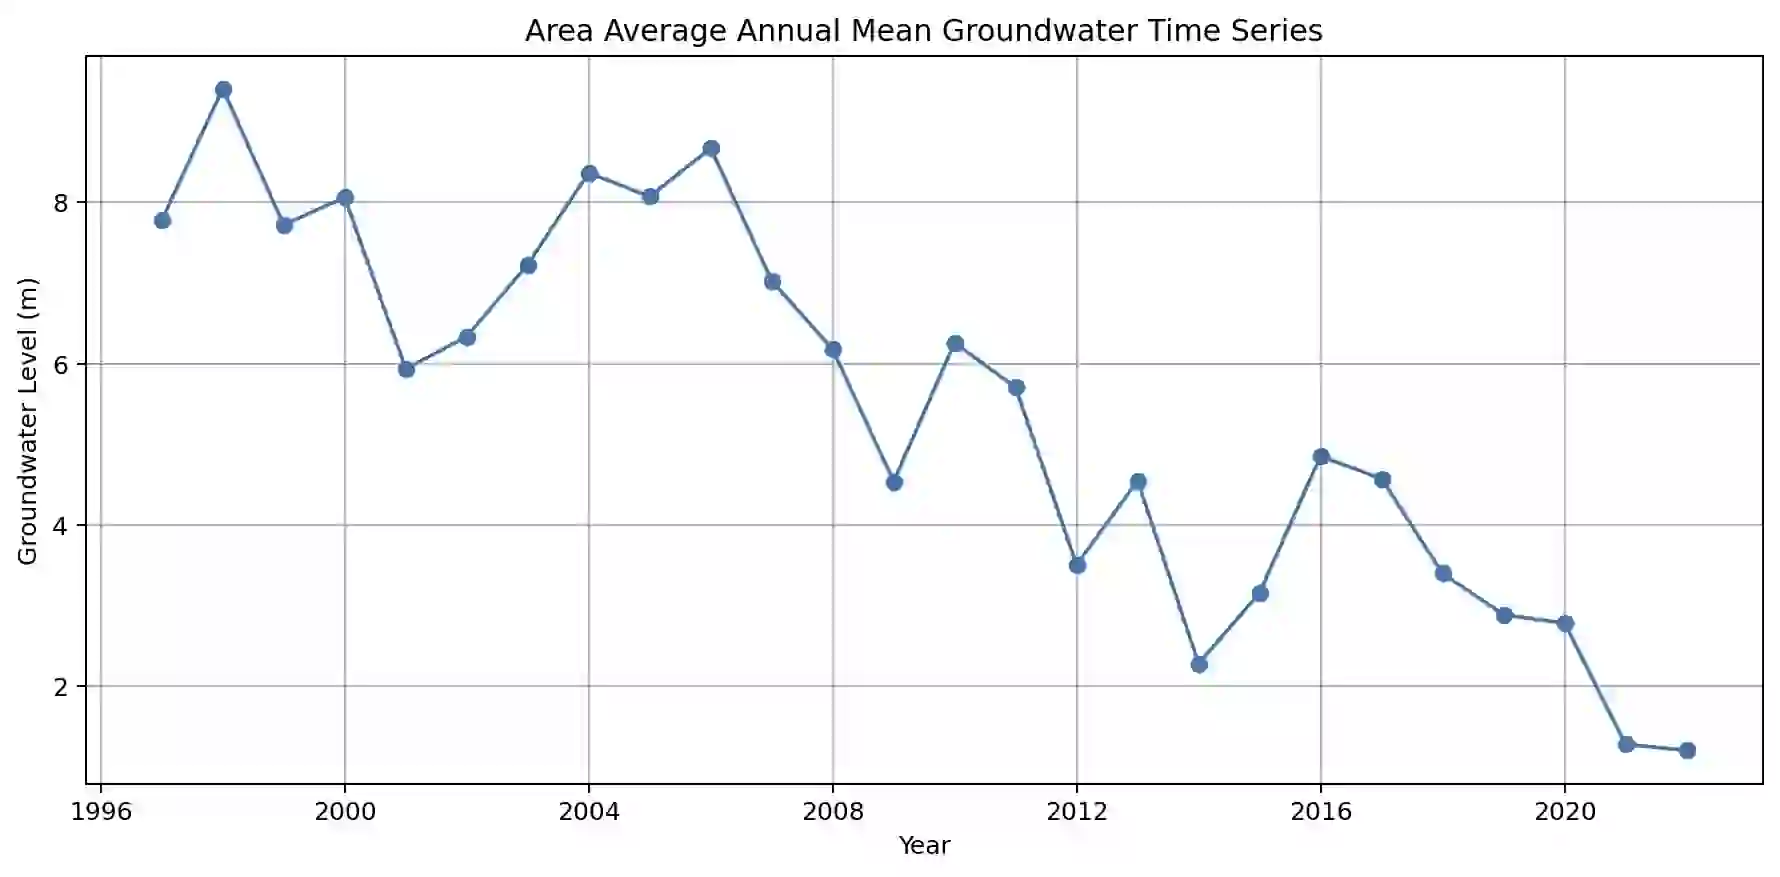 Area Average Annual Mean Groundwater Time Series
8
6
4
2
Groundwater Level (m)
1996 2000 2004 2008 2012 2016 2020
Year